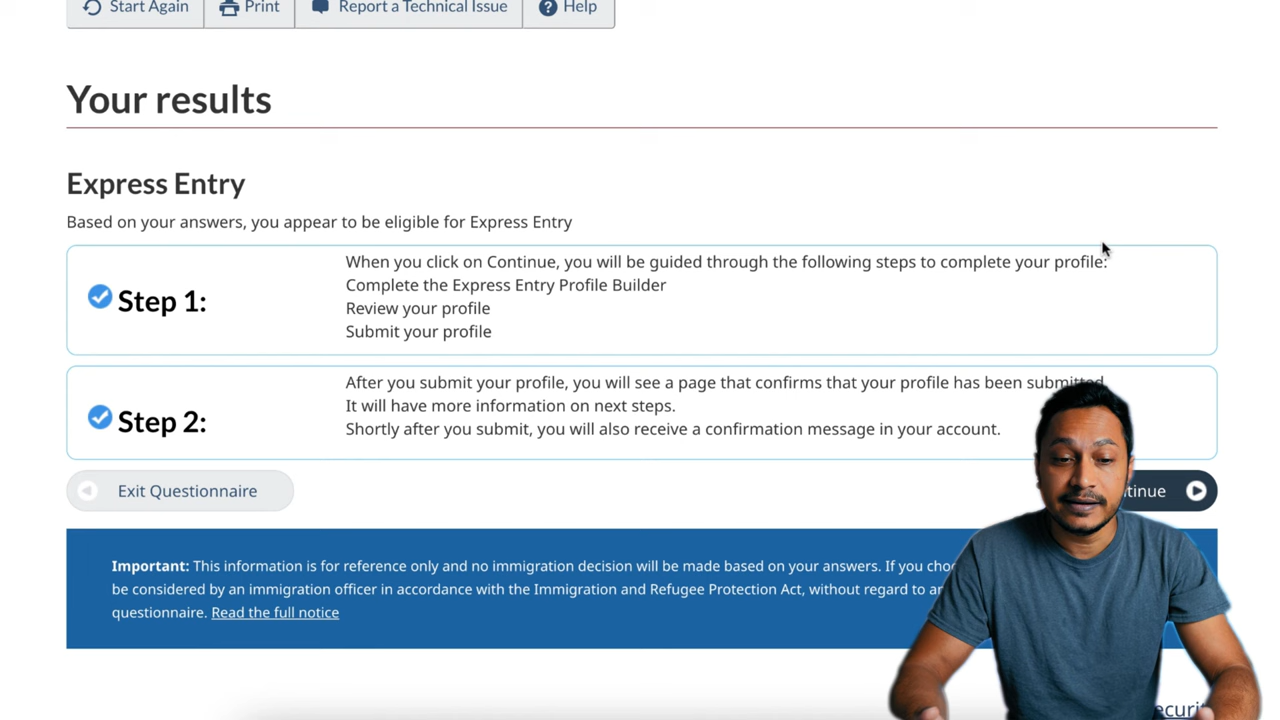 Start Again
Print
Report a Technical Issue
Help
Your results
Express Entry
Based on your answers, you appear to be eligible for Express Entry
Step 1:
When you click on Continue, you will be guided through the following steps to complete your profile:
Complete the Express Entry Profile Builder
Review your profile
Submit your profile
Step 2:
After you submit your profile, you will see a page that confirms that your profile has been submitted.
It will have more information on next steps.
Shortly after you submit, you will also receive a confirmation message in your account.
Exit Questionnaire
tinue
Important: This information is for reference only and no immigration decision will be made based on your answers. If you
be considered by an immigration officer in accordance with the Immigration and Refugee Protection Act, without regard to
questionnaire. Read the full notice